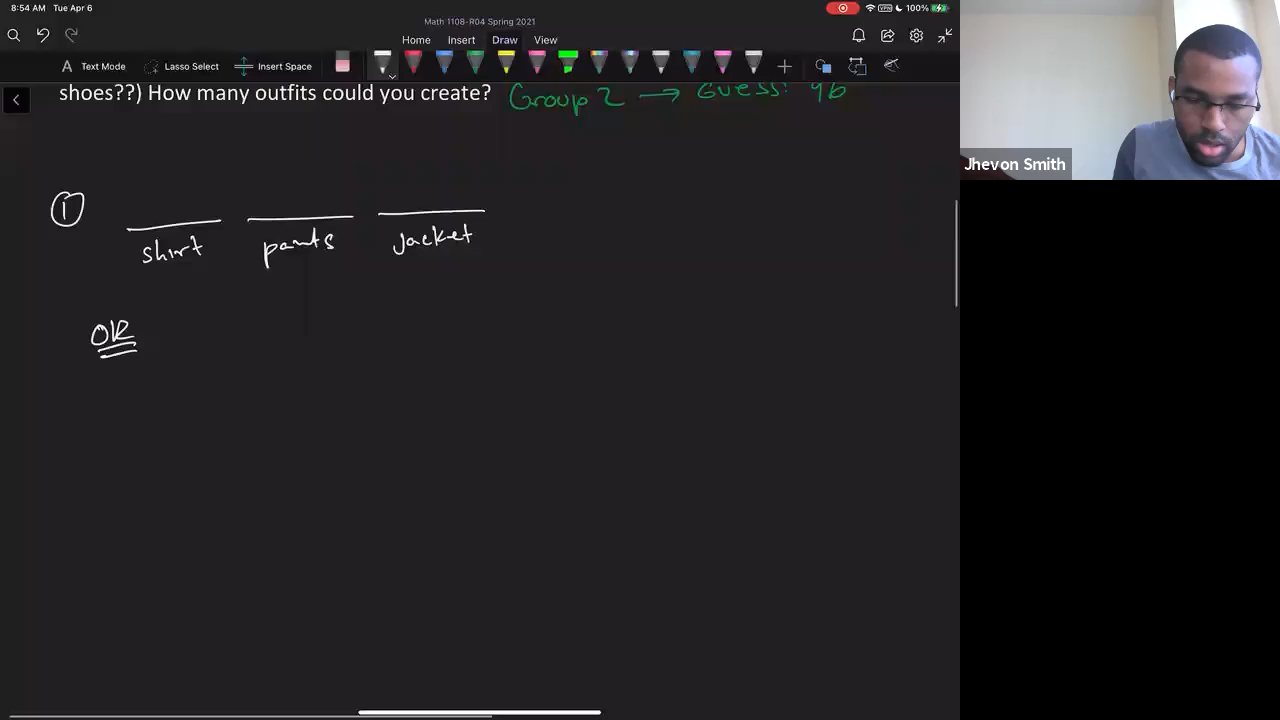 8:54 AM Tue Apr 6
100%
Math 1108-R04 Spring 2021
Home Insert Draw View
Text Mode Lasso Select Insert Space
shoes??) How many outfits could you create? Group 2 → Guess: 96
① shirt pants Jacket
OR
Jhevon Smith